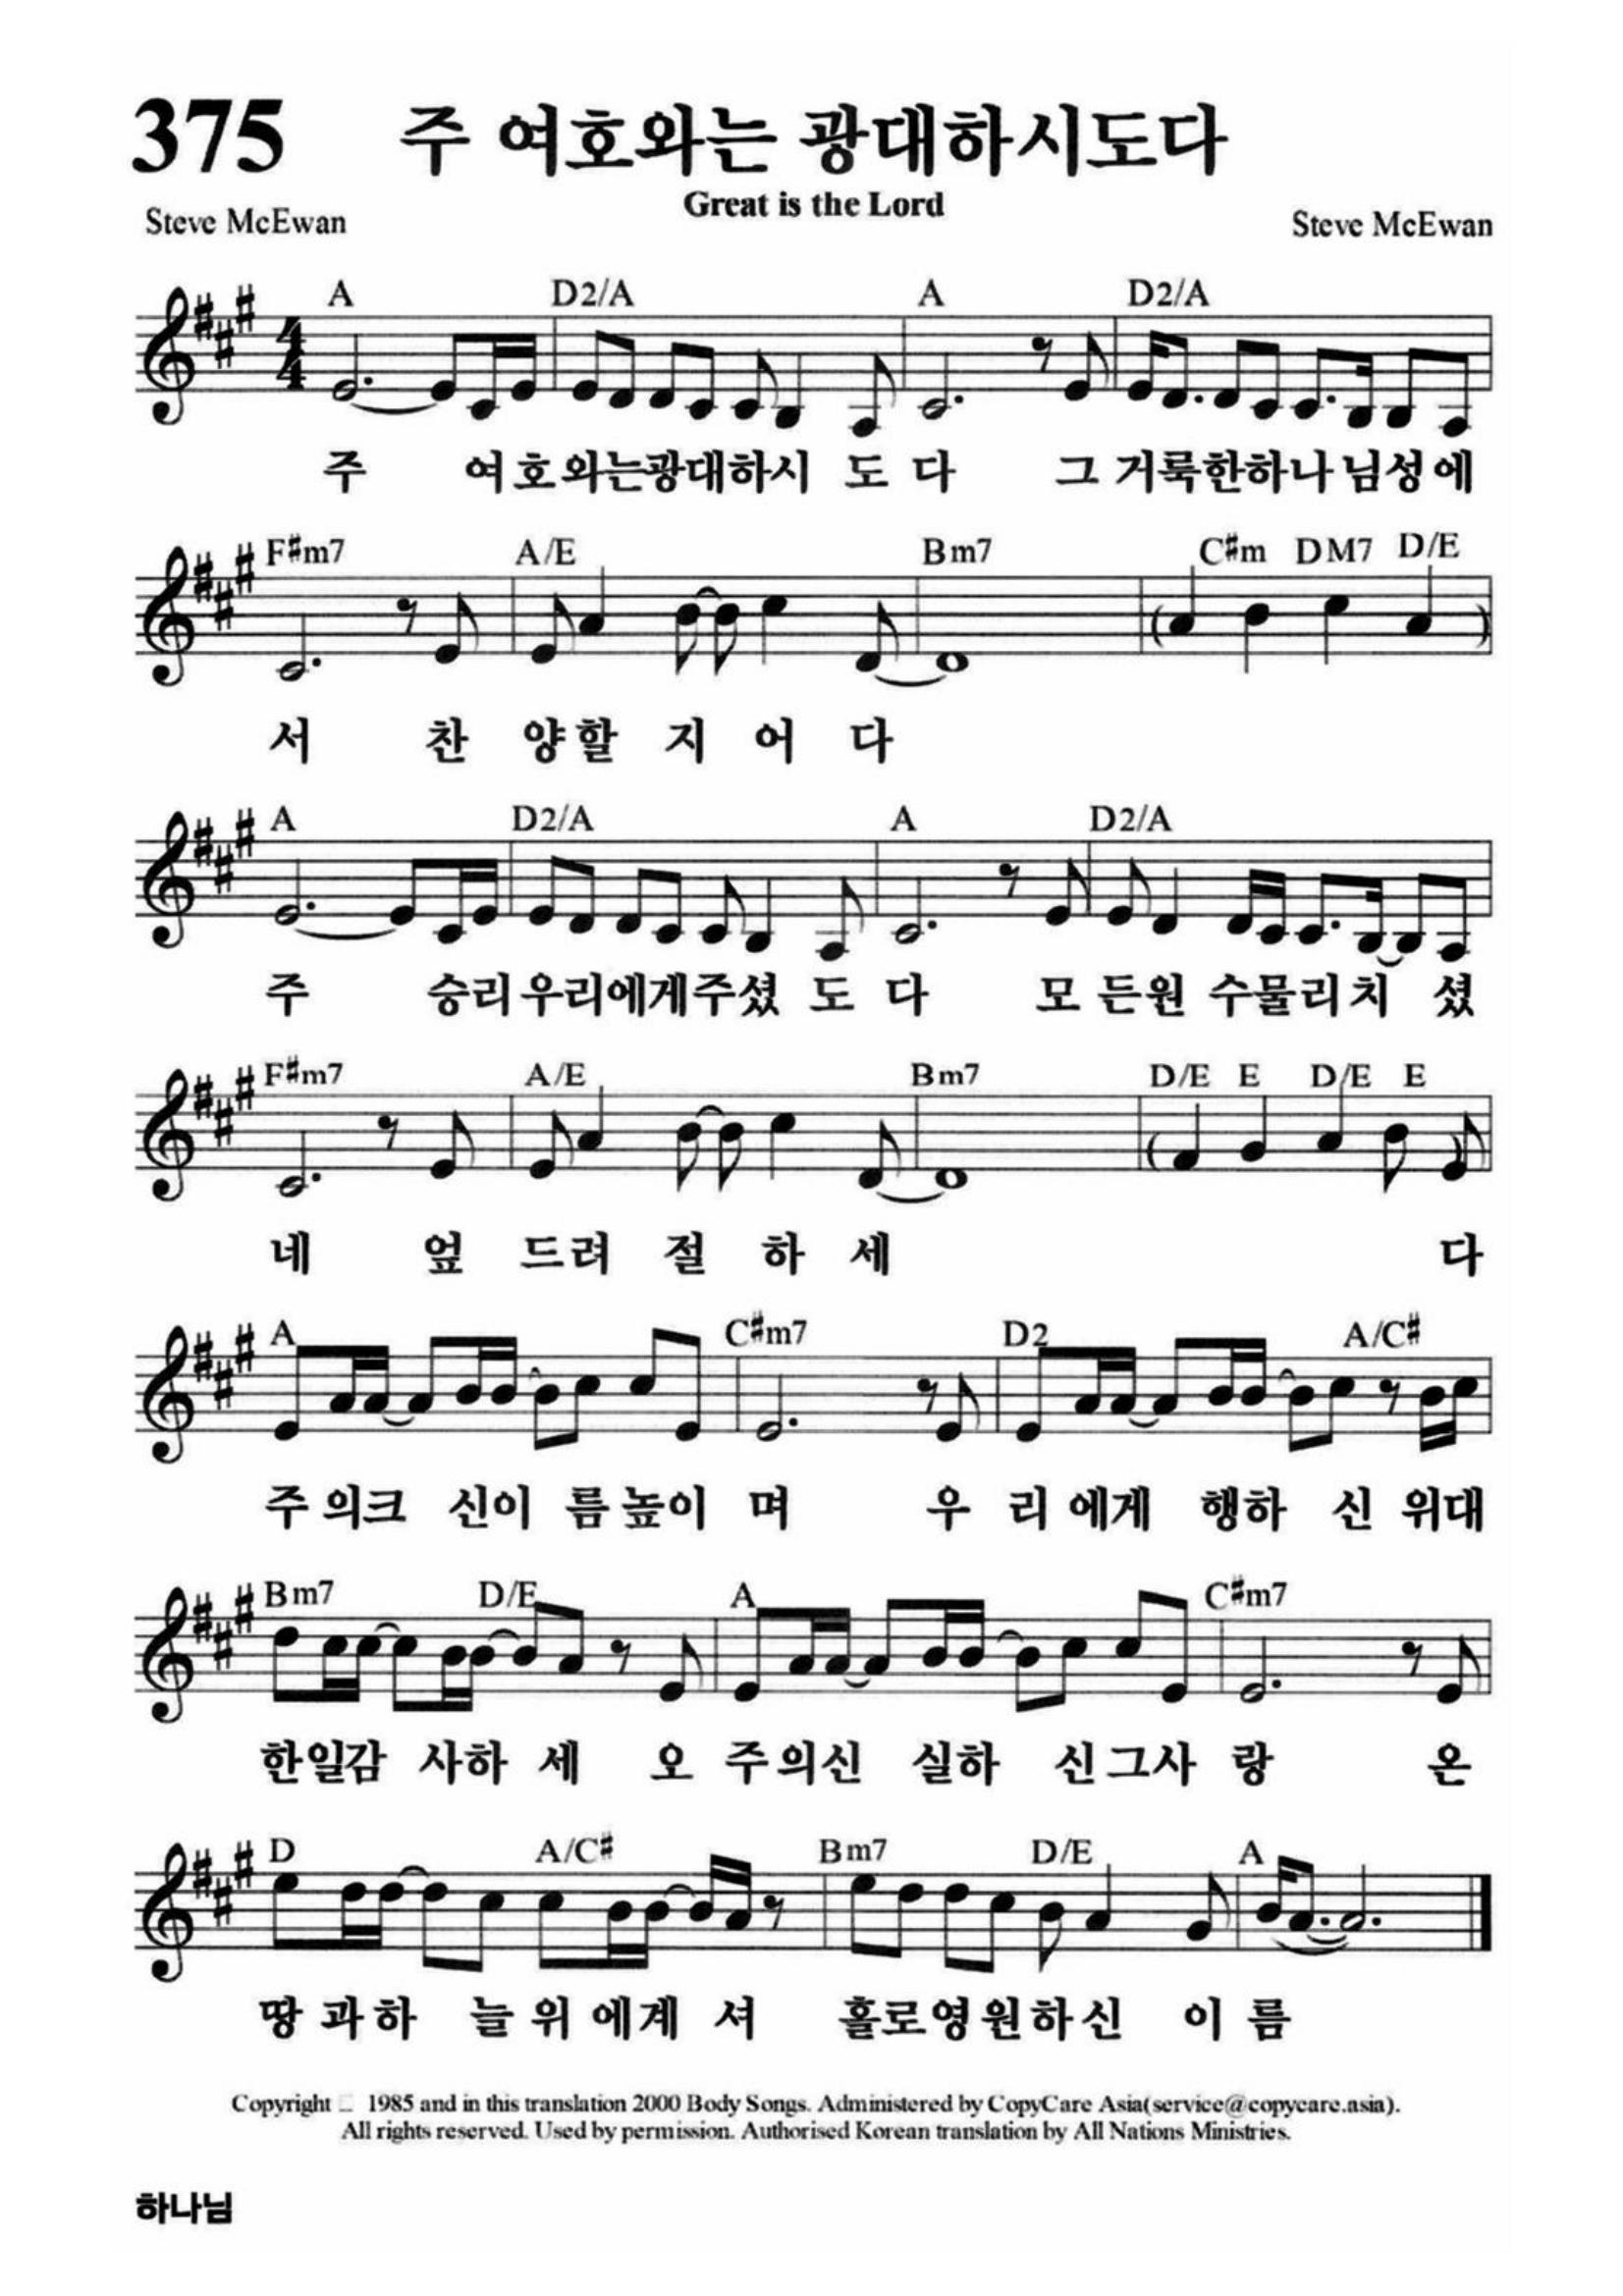 375 주 여호와는 광대하시도다
Great is the Lord
Steve McEwan Steve McEwan
A D2/A A D2/A
주 여호와는광대하시 도 다 그 거룩한하나님성에
F#m7 A/E Bm7 C#m DM7 D/E
서 찬 양할 지 어 다
A D2/A A D2/A
주 승리우리에게주셨 도 다 모 든원 수물리치 셨
F#m7 A/E Bm7 D/E E D/E E
네 엎 드려 절 하 세 다
A C#m7 D2 A/C#
주 의크 신이 름높이 며 우 리 에게 행하 신 위대
Bm7 D/E A C#m7
한일감 사하 세 오 주의신 실하 신그사 랑 온
D A/C# Bm7 D/E A
땅 과하 늘 위 에계 셔 홀로영원하신 이 름
Copyright 1985 and in this translation 2000 Body Songs. Administered by CopyCare Asia(service@copycare.asia).
All rights reserved. Used by permission. Authorised Korean translation by All Nations Ministries.
하나님